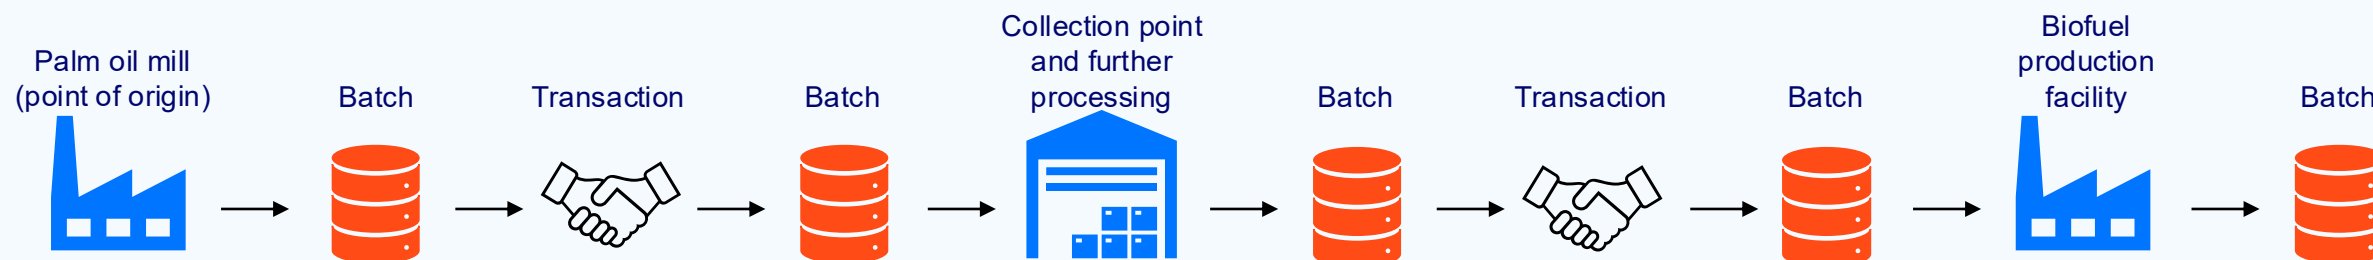 Palm oil mill
(point of origin)
Batch
Transaction
Batch
Collection point
and further
processing
Batch
Transaction
Batch
Biofuel
production
facility
Batch